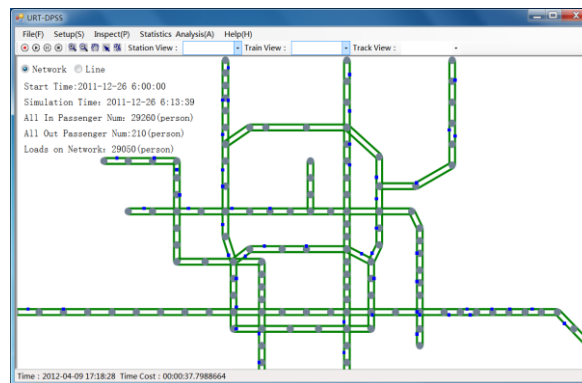 URT-DPSS
File(F) Setup(S) Inspect(P) Statistics Analysis(A) Help(H)
Station View : Train View : Track View :
Network Line
Start Time:2011-12-26 6:00:00
Simulation Time: 2011-12-26 6:13:39
All In Passenger Num: 29260(person)
All Out Passenger Num:210(person)
Loads on Network: 29050(person)
Time : 2012-04-09 17:18:28 Time Cost : 00:00:37.7988664